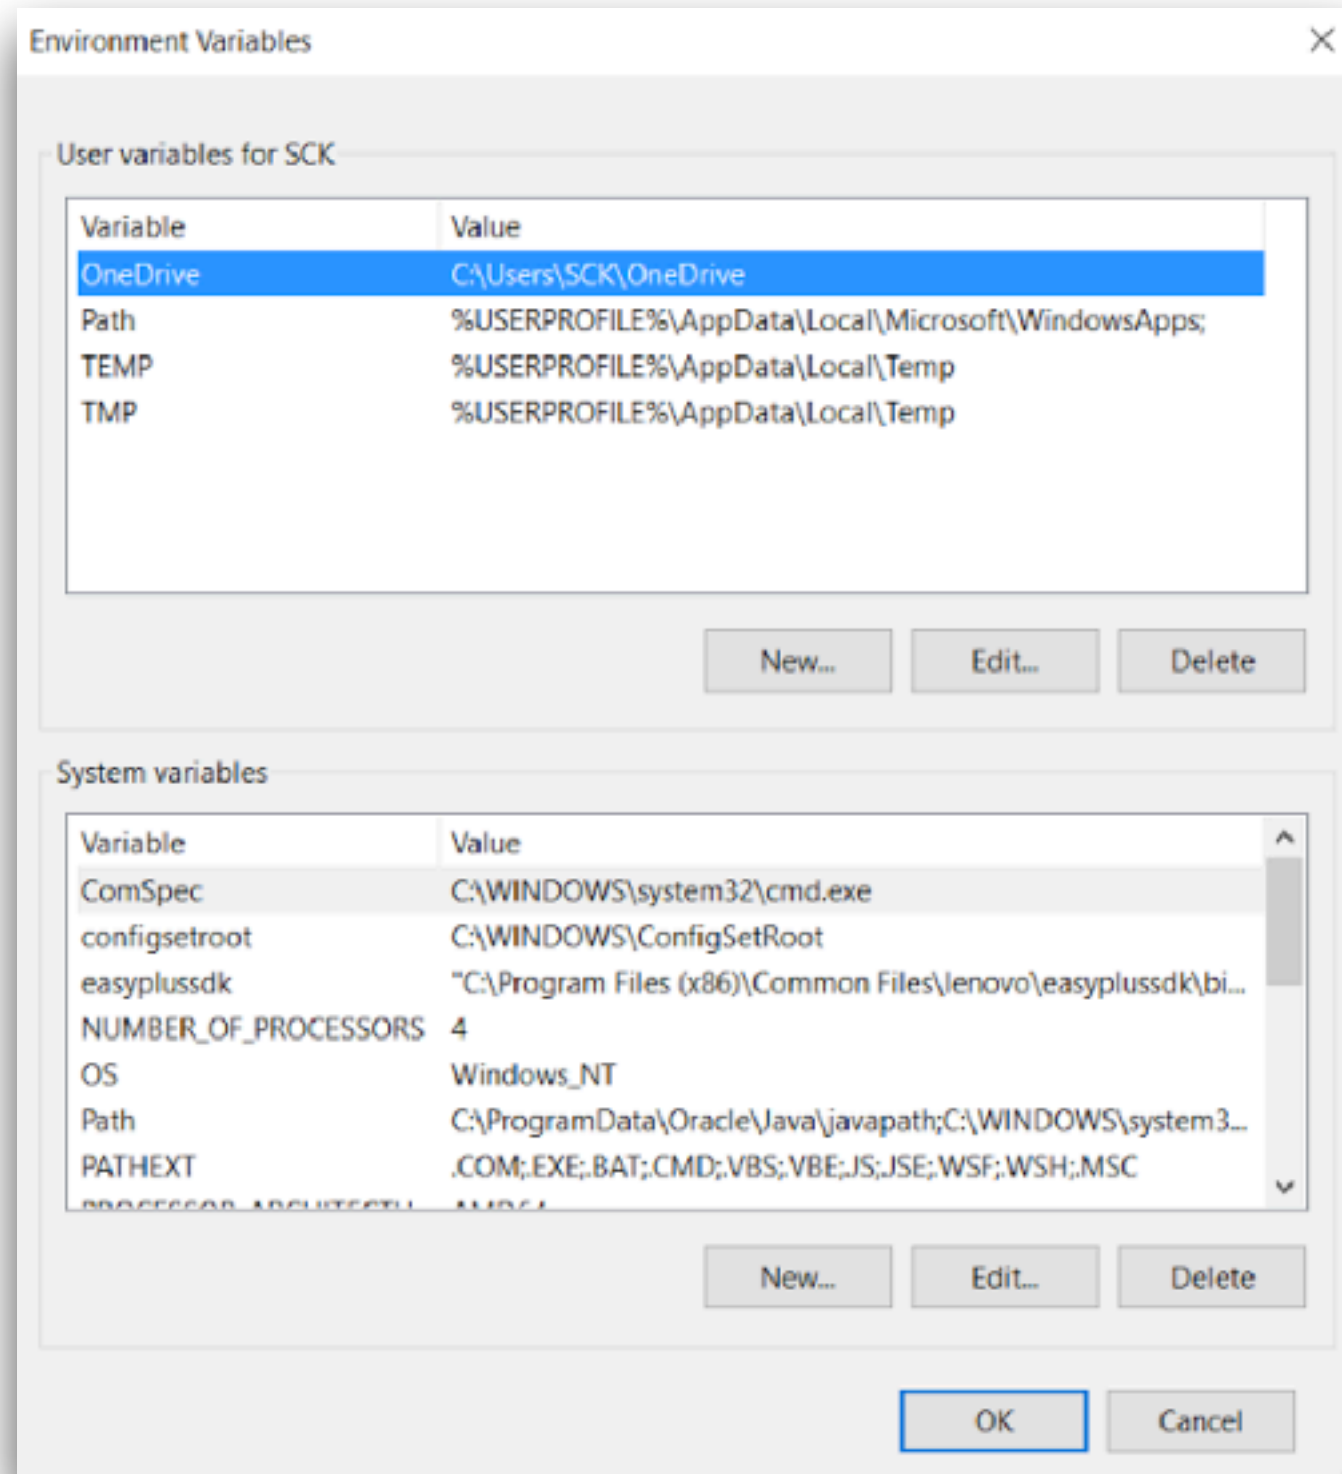 Environment Variables
User variables for SCK
Variable Value
OneDrive C:\Users\SCK\OneDrive
Path %USERPROFILE%\AppData\Local\Microsoft\WindowsApps;
TEMP %USERPROFILE%\AppData\Local\Temp
TMP %USERPROFILE%\AppData\Local\Temp
New... Edit... Delete
System variables
Variable Value
ComSpec C:\WINDOWS\system32\cmd.exe
configsetroot C:\WINDOWS\ConfigSetRoot
easyplussdk "C:\Program Files (x86)\Common Files\lenovo\easyplussdk\bi...
NUMBER_OF_PROCESSORS 4
OS Windows_NT
Path C:\ProgramData\Oracle\Java\javapath;C:\WINDOWS\system3...
PATHEXT .COM;.EXE;.BAT;.CMD;.VBS;.VBE;.JS;.JSE;.WSF;.WSH;.MSC
New... Edit... Delete
OK Cancel